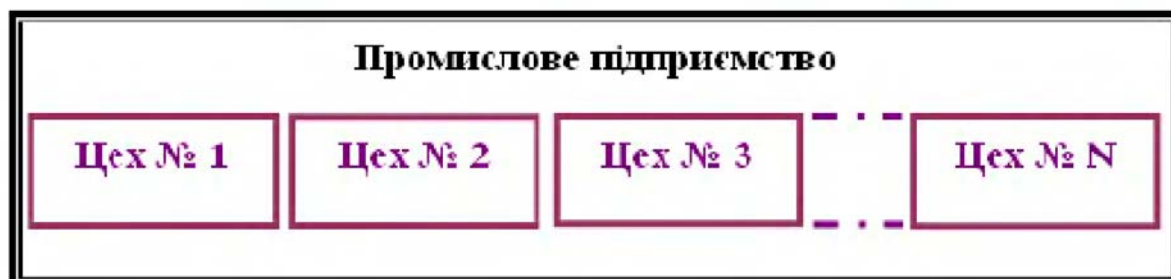 Промислове підприємство
Цех № 1 Цех № 2 Цех № 3 Цех № N